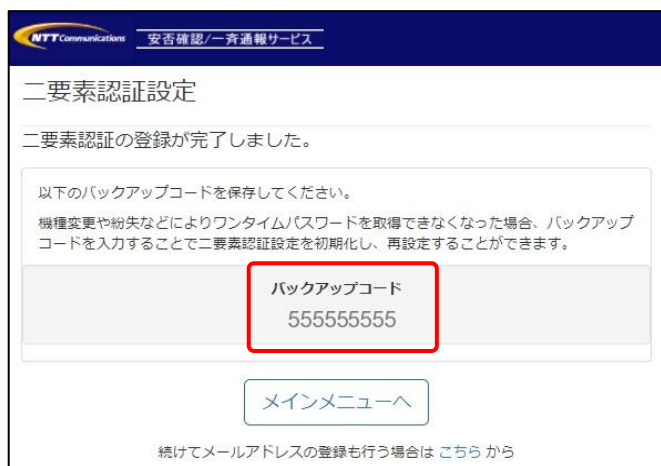 NTT Communications 安否確認/一斉通報サービス
二要素認証設定
二要素認証の登録が完了しました。
以下のバックアップコードを保存してください。
機種変更や紛失などによりワンタイムパスワードを取得できなくなった場合、バックアップ
コードを入力することで二要素認証設定を初期化し、再設定することができます。
バックアップコード
555555555
メインメニューへ
続けてメールアドレスの登録も行う場合は こちら から